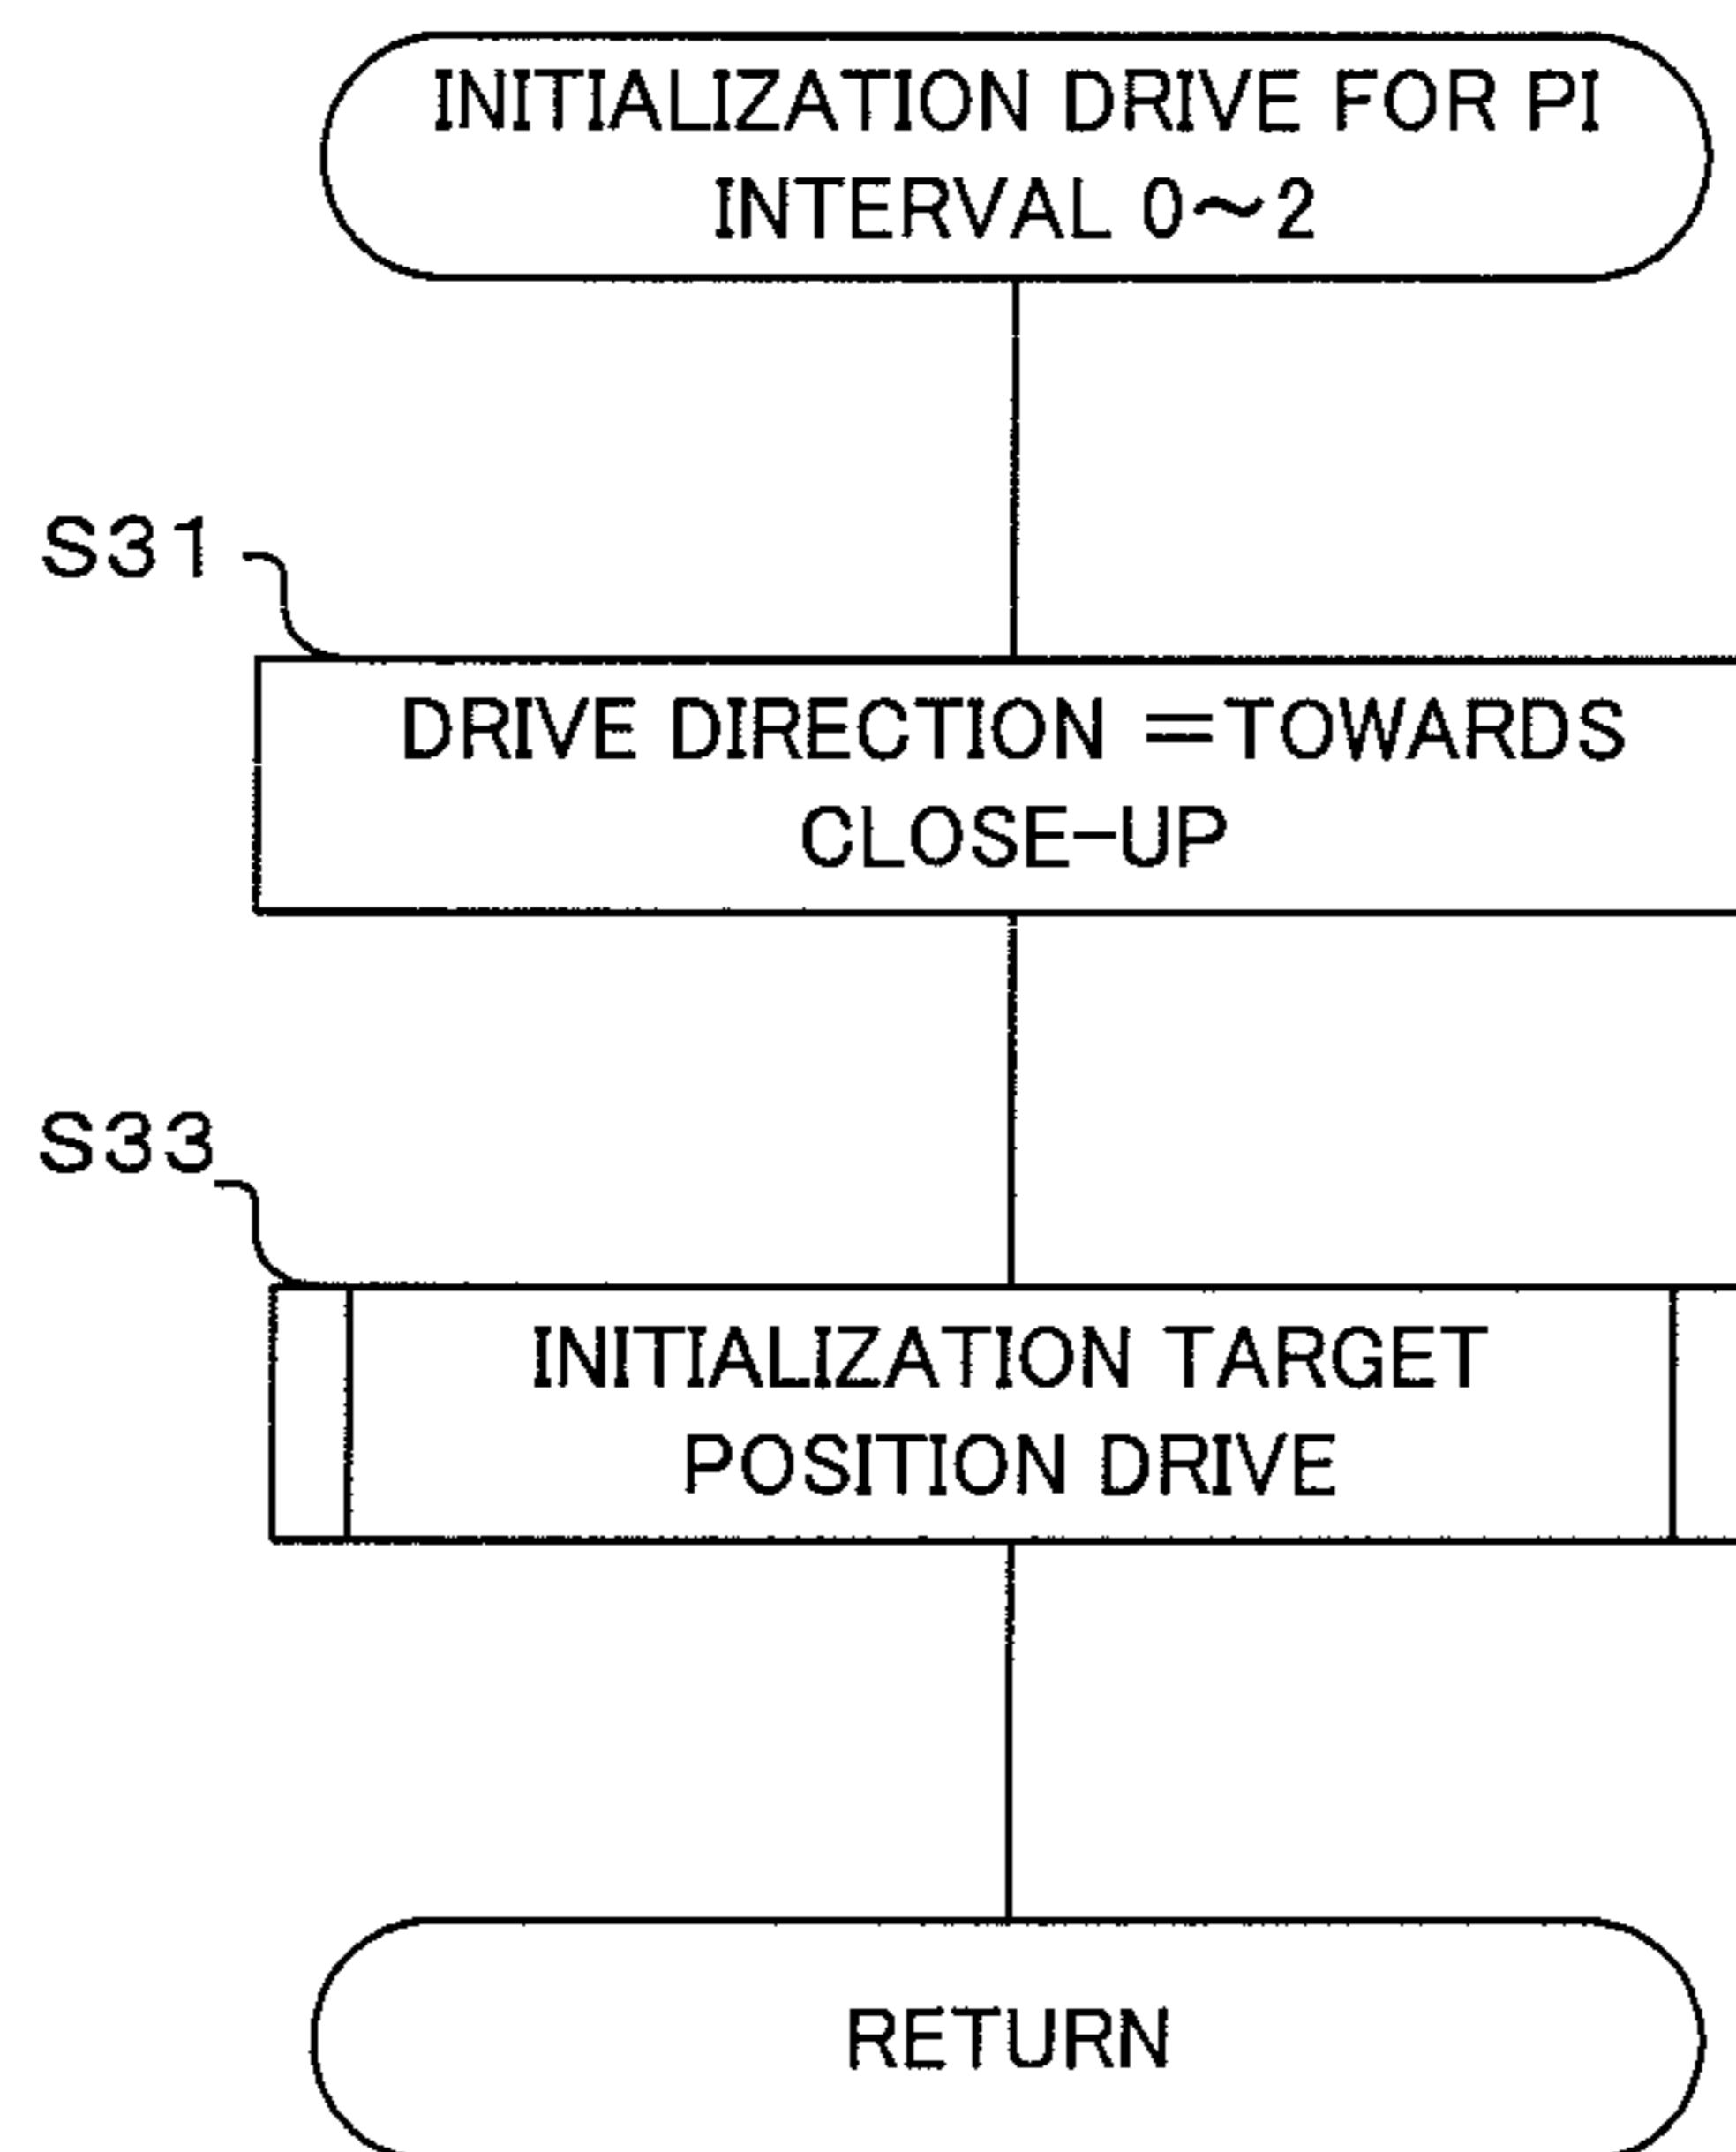 INITIALIZATION DRIVE FOR PI
INTERVAL 0～2
S31
DRIVE DIRECTION =TOWARDS
CLOSE-UP
S33
INITIALIZATION TARGET
POSITION DRIVE
RETURN